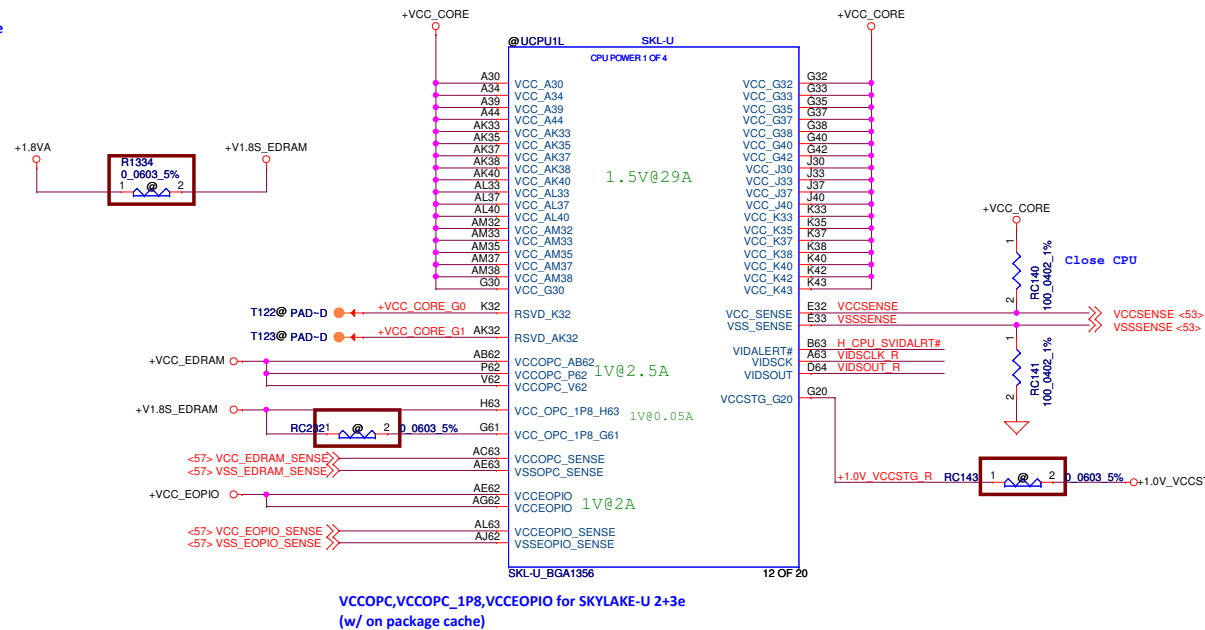 e
+VCC_CORE
+VCC_CORE
@UCPU1L SKL-U
CPU POWER 1 OF 4
A30 VCC_A30 VCC_G32 G32
A34 VCC_A34 VCC_G33 G33
A39 VCC_A39 VCC_G35 G35
A44 VCC_A44 VCC_G37 G37
AK33 VCC_AK33 VCC_G38 G38
AK35 VCC_AK35 VCC_G40 G40
AK37 VCC_AK37 VCC_G42 G42
AK38 VCC_AK38 VCC_J30 J30
AK40 VCC_AK40 VCC_J33 J33
AL33 VCC_AL33 VCC_J37 J37
AL37 VCC_AL37 VCC_J40 J40
AL40 VCC_AL40 VCC_K33 K33
AM32 VCC_AM32 VCC_K35 K35
AM33 VCC_AM33 VCC_K37 K37
AM35 VCC_AM35 VCC_K38 K38
AM37 VCC_AM37 VCC_K40 K40
AM38 VCC_AM38 VCC_K42 K42
G30 VCC_G30 VCC_K43 K43
1.5V@29A
+1.8VA
+V1.8S_EDRAM
R1334
0_0603_5%
1 @ 2
T122@ PAD~D +VCC_CORE_G0 K32 RSVD_K32
T123@ PAD~D +VCC_CORE_G1 AK32 RSVD_AK32
+VCC_EDRAM AB62 VCCOPC_AB62
P62 VCCOPC_P62
V62 VCCOPC_V62
1V@2.5A
+V1.8S_EDRAM H63 VCC_OPC_1P8_H63
1V@0.05A
RC232 1 @ 2 0_0603_5% G61 VCC_OPC_1P8_G61
<57> VCC_EDRAM_SENSE AC63 VCCOPC_SENSE
<57> VSS_EDRAM_SENSE AE63 VSSOPC_SENSE
+VCC_EOPIO AE62 VCCEOPIO
AG62 VCCEOPIO
1V@2A
<57> VCC_EOPIO_SENSE AL63 VCCEOPIO_SENSE
<57> VSS_EOPIO_SENSE AJ62 VSSEOPIO_SENSE
VCC_SENSE E32 VCCSENSE
VSS_SENSE E33 VSSSENSE
VIDALERT# B63 H_CPU_SVIDALRT#
VIDSCK A63 VIDSCLK_R
VIDSOUT D64 VIDSOUT_R
VCCSTG_G20 G20
+VCC_CORE
1
RC140
100_0402_1%
2
Close CPU
VCCSENSE <53>
VSSSENSE <53>
1
RC141
100_0402_1%
2
+1.0V_VCCSTG_R RC143 1 @ 2 0_0603_5% +1.0V_VCCST
SKL-U_BGA1356 12 OF 20
VCCOPC,VCCOPC_1P8,VCCEOPIO for SKYLAKE-U 2+3e
(w/ on package cache)